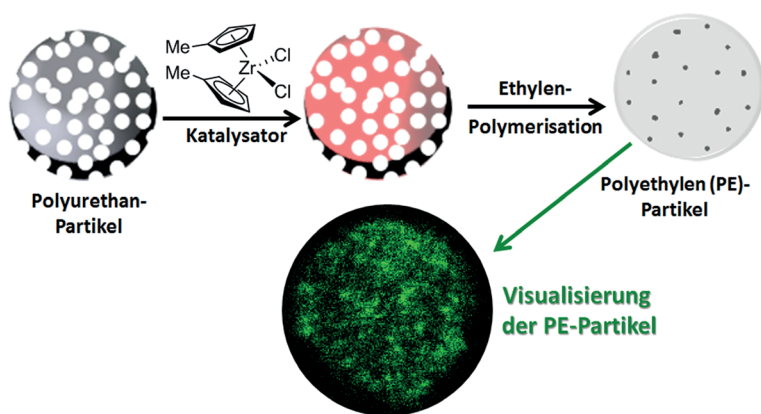 Me
Me
Zr
Cl
Cl
Katalysator
Polyurethan-
Partikel
Ethylen-
Polymerisation
Polyethylen (PE)-
Partikel
Visualisierung
der PE-Partikel